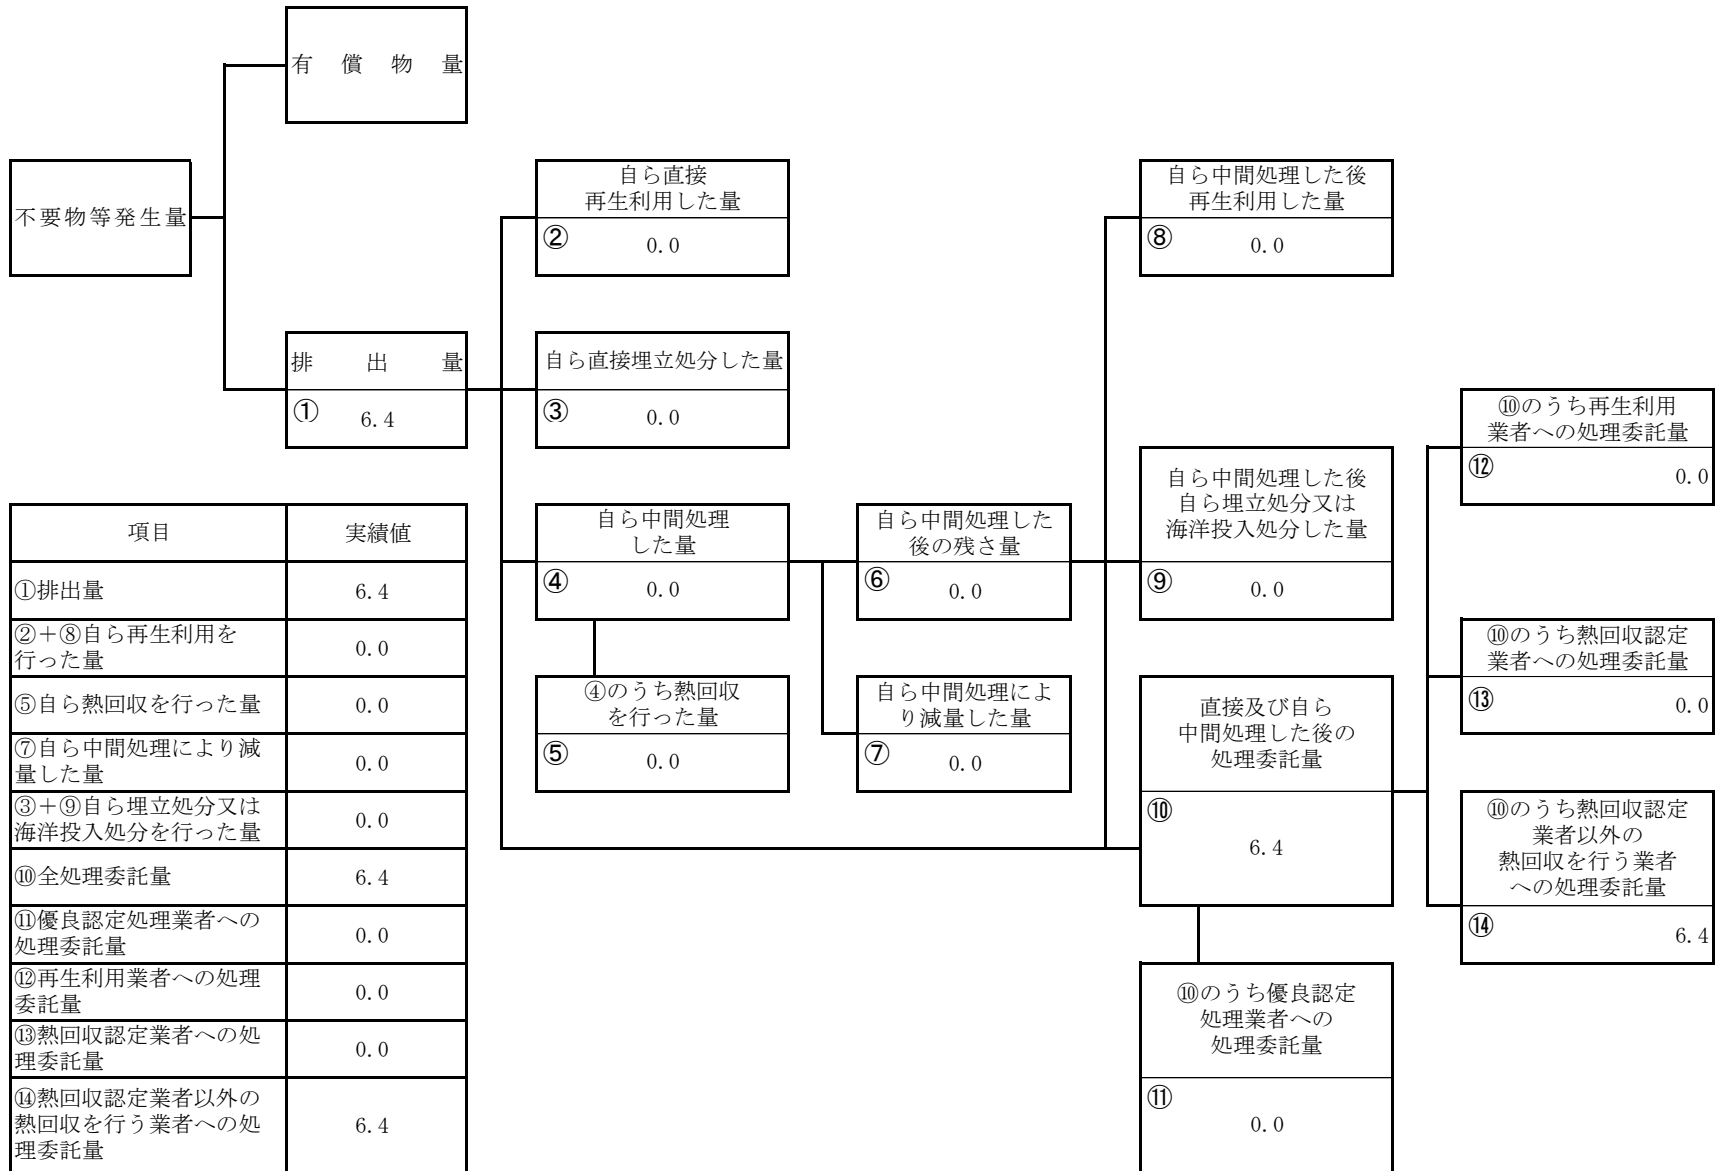 有償物量
不要物等発生量
自ら直接
再生利用した量
②
0.0
自ら中間処理した後
再生利用した量
⑧
0.0
排出量
①
6.4
自ら直接埋立処分した量
③
0.0
⑩のうち再生利用
業者への処理委託量
⑫
0.0
自ら中間処理
した量
④
0.0
自ら中間処理した
後の残さ量
⑥
0.0
自ら中間処理した後
自ら埋立処分又は
海洋投入処分した量
⑨
0.0
⑩のうち熱回収認定
業者への処理委託量
⑬
0.0
④のうち熱回収
を行った量
⑤
0.0
自ら中間処理によ
り減量した量
⑦
0.0
直接及び自ら
中間処理した後の
処理委託量
⑩
6.4
⑩のうち熱回収認定
業者以外の
熱回収を行う業者
への処理委託量
⑭
6.4
⑩のうち優良認定
処理業者への
処理委託量
⑪
0.0
項目 実績値
①排出量 6.4
②+⑧自ら再生利用を
行った量 0.0
⑤自ら熱回収を行った量 0.0
⑦自ら中間処理により減
量した量 0.0
③+⑨自ら埋立処分又は
海洋投入処分を行った量 0.0
⑩全処理委託量 6.4
⑪優良認定処理業者への
処理委託量 0.0
⑫再生利用業者への処理
委託量 0.0
⑬熱回収認定業者への処
理委託量 0.0
⑭熱回収認定業者以外の
熱回収を行う業者への処 6.4
理委託量